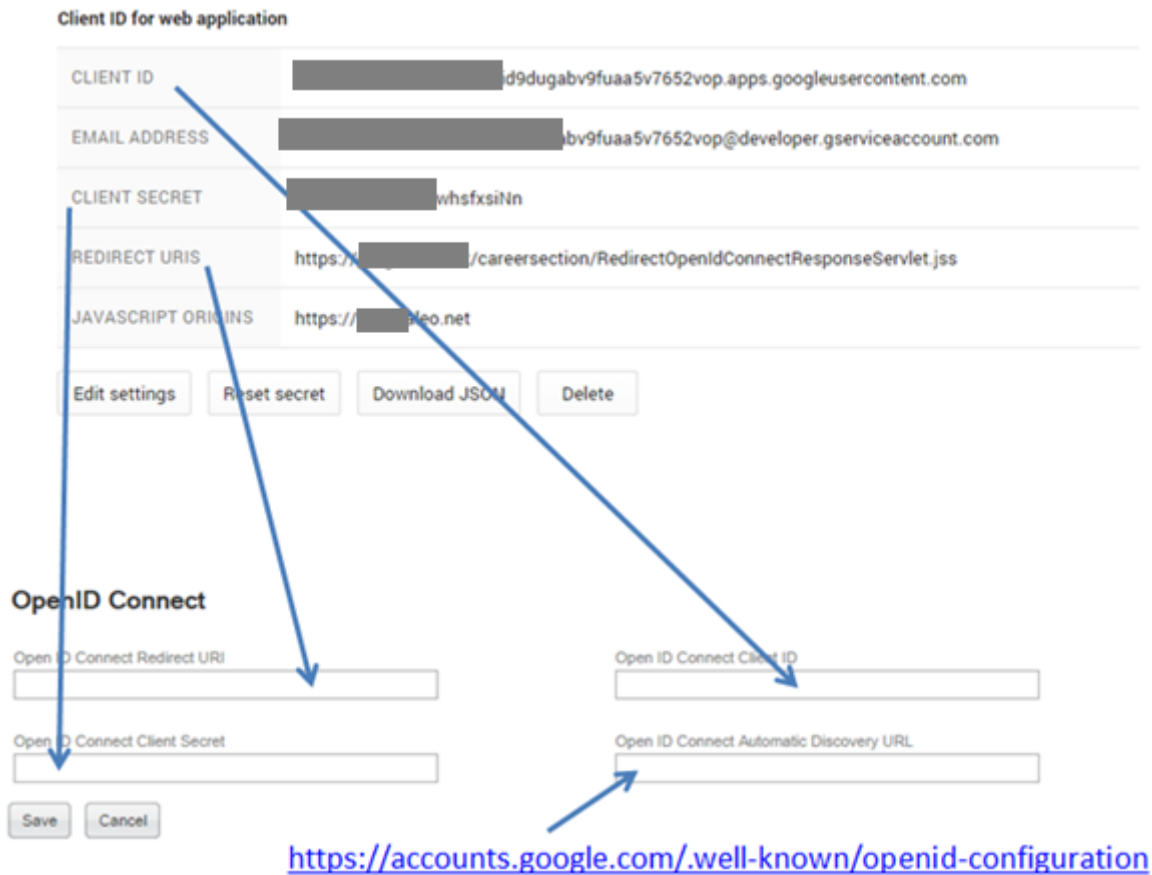 Client ID for web application
CLIENT ID id9dugabv9fuaa5v7652vop.apps.googleusercontent.com
EMAIL ADDRESS abv9fuaa5v7652vop@developer.gserviceaccount.com
CLIENT SECRET whsfxsiNn
REDIRECT URIS https:// /careersection/RedirectOpenIdConnectResponseServlet.jss
JAVASCRIPT ORIGINS https:// leo.net
Edit settings Reset secret Download JSON Delete
OpenID Connect
Open ID Connect Redirect URI Open ID Connect Client ID
Open ID Connect Client Secret Open ID Connect Automatic Discovery URL
Save Cancel
https://accounts.google.com/.well-known/openid-configuration